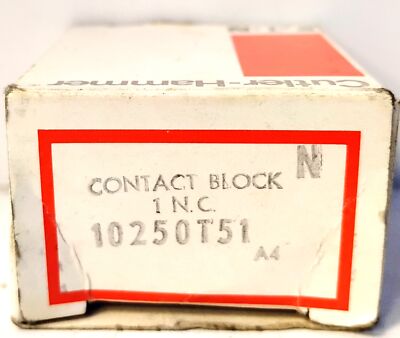 Cutler-Hammer
N
CONTACT BLOCK
1 N.C.
10250T51
A4